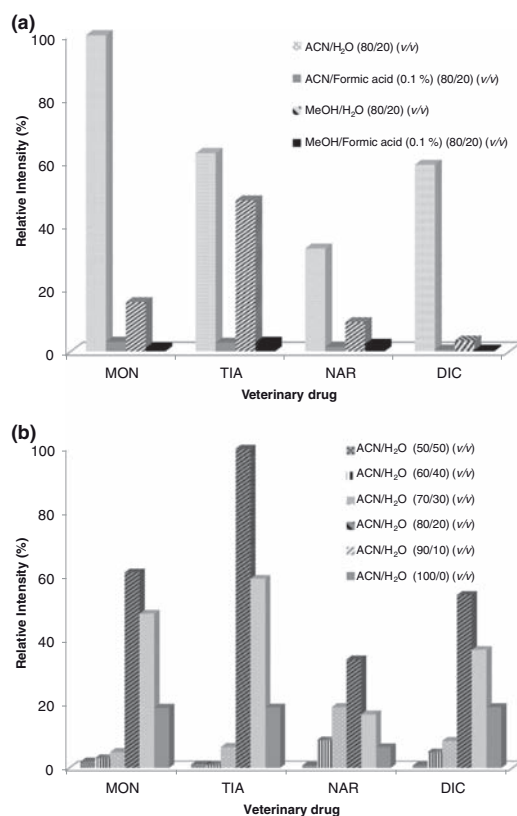 (a)
100
80
60
40
20
0
Relative Intensity (%)
ACN/H₂O (80/20) (v/v)
ACN/Formic acid (0.1 %) (80/20) (v/v)
MeOH/H₂O (80/20) (v/v)
MeOH/Formic acid (0.1 %) (80/20) (v/v)
MON TIA NAR DIC
Veterinary drug
(b)
100
80
60
40
20
0
Relative Intensity (%)
ACN/H₂O (50/50) (v/v)
ACN/H₂O (60/40) (v/v)
ACN/H₂O (70/30) (v/v)
ACN/H₂O (80/20) (v/v)
ACN/H₂O (90/10) (v/v)
ACN/H₂O (100/0) (v/v)
MON TIA NAR DIC
Veterinary drug